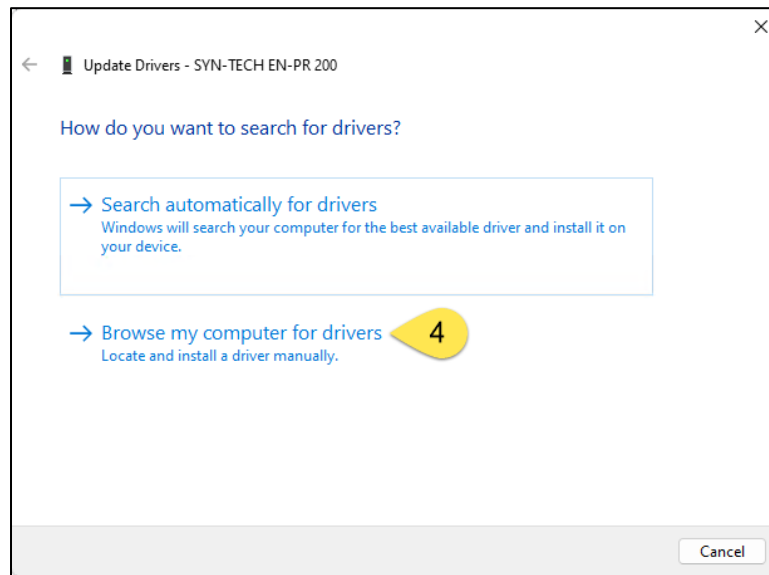 Update Drivers - SYN-TECH EN-PR 200
How do you want to search for drivers?
Search automatically for drivers
Windows will search your computer for the best available driver and install it on
your device.
Browse my computer for drivers
4
Locate and install a driver manually.
Cancel